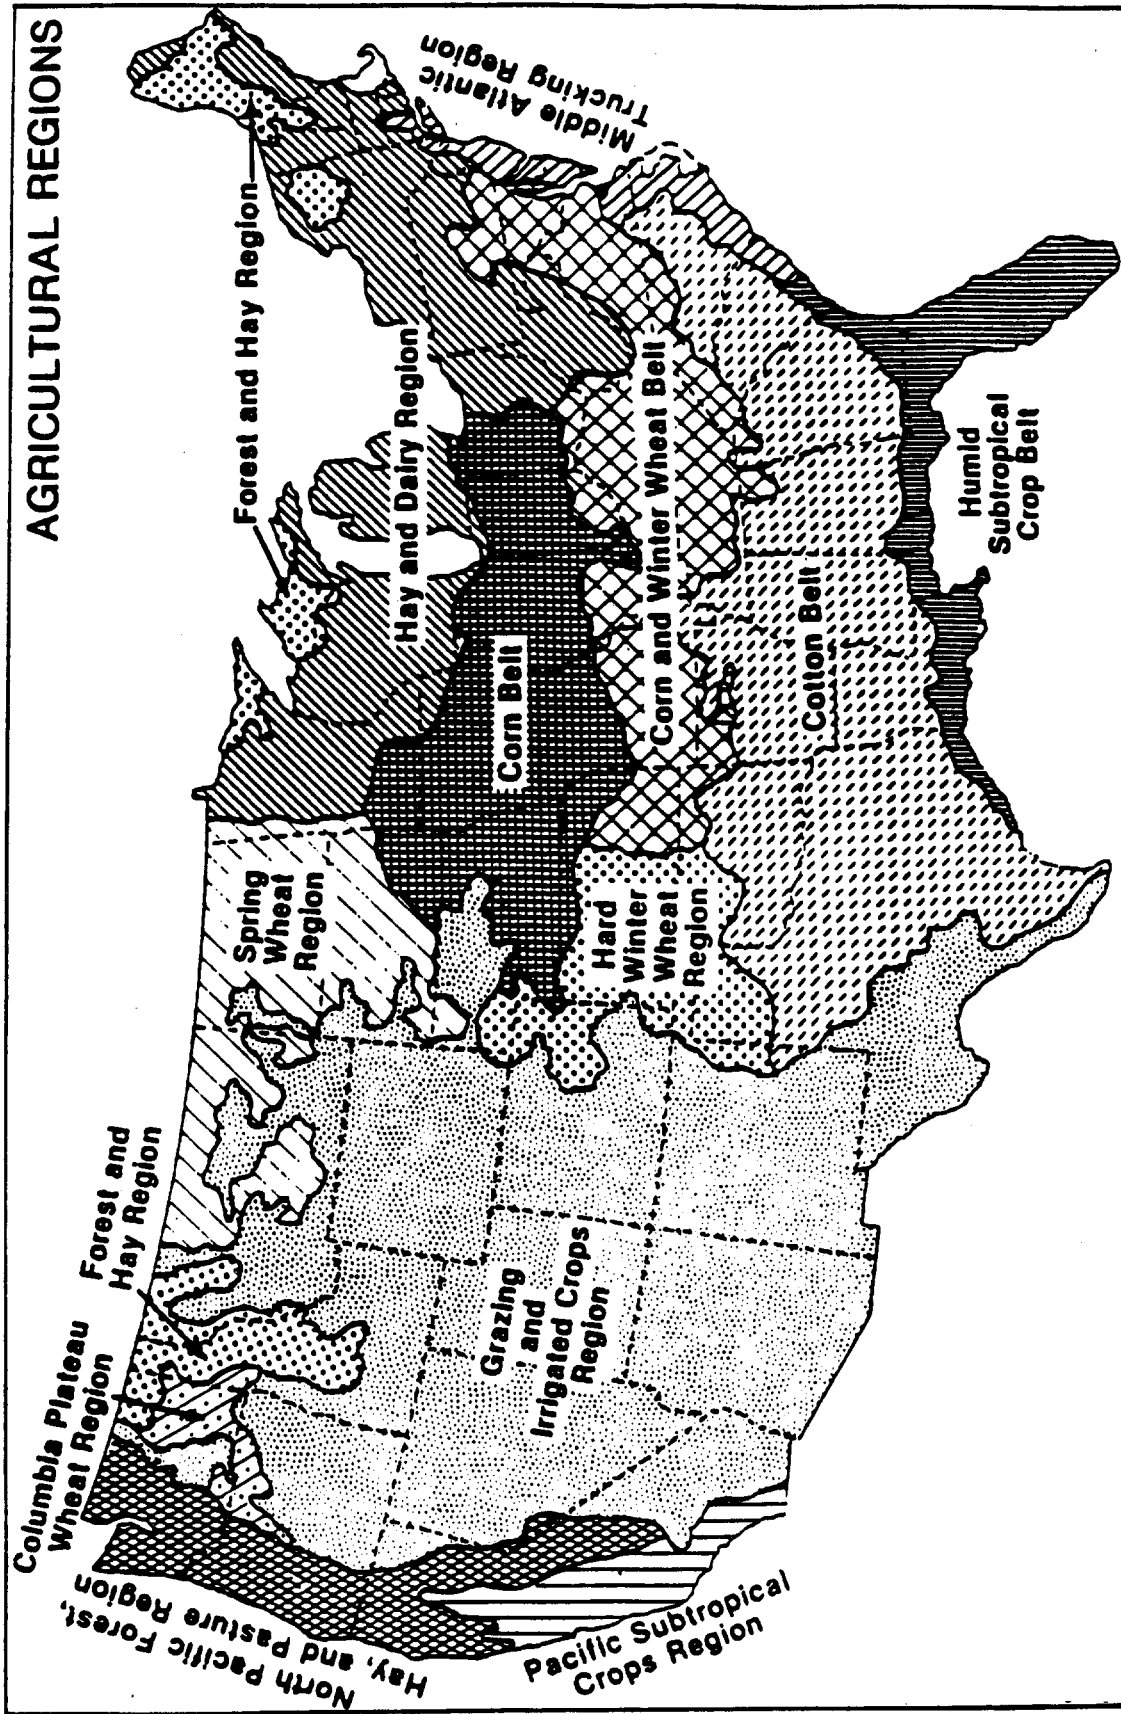 AGRICULTURAL REGIONS
Columbia Plateau
Wheat Region
Forest and
Hay Region
North Pacific Forest,
Hay, and Pasture Region
Pacific Subtropical
Crops Region
Grazing
and
Irrigated Crops
Region
Spring
Wheat
Region
Hard
Winter
Wheat
Region
Corn Belt
Forest and Hay Region
Hay and Dairy Region
Corn and Winter Wheat Belt
Cotton Belt
Humid
Subtropical
Crop Belt
Middle Atlantic
Trucking Region